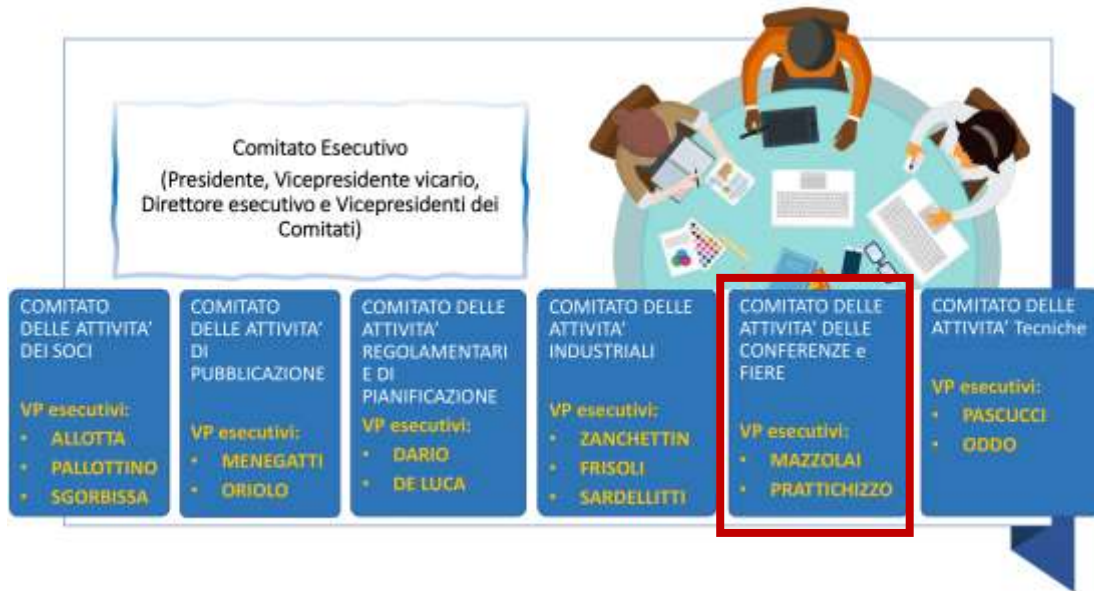 Comitato Esecutivo
(Presidente, Vicepresidente vicario,
Direttore esecutivo e Vicepresidenti dei
Comitati)
COMITATO
DELLE ATTIVITA'
DEI SOCI
VP esecutivi:
• ALLOTTA
• PALLOTTINO
• SGORBISSA
COMITATO
DELLE ATTIVITA'
DI
PUBBLICAZIONE
VP esecutivi:
• MENEGATTI
• ORIOLO
COMITATO DELLE
ATTIVITA'
REGOLAMENTARI
E DI
PIANIFICAZIONE
VP esecutivi:
• DARIO
• DE LUCA
COMITATO DELLE
ATTIVITA'
INDUSTRIALI
VP esecutivi:
• ZANCHETTIN
• FRISOLI
• SARDELLITTI
COMITATO DELLE
ATTIVITA' DELLE
CONFERENZE e
FIERE
VP esecutivi:
• MAZZOLAI
• PRATTICHIZZO
COMITATO DELLE
ATTIVITA' Tecniche
VP esecutivi:
• PASCUCCI
• ODDO